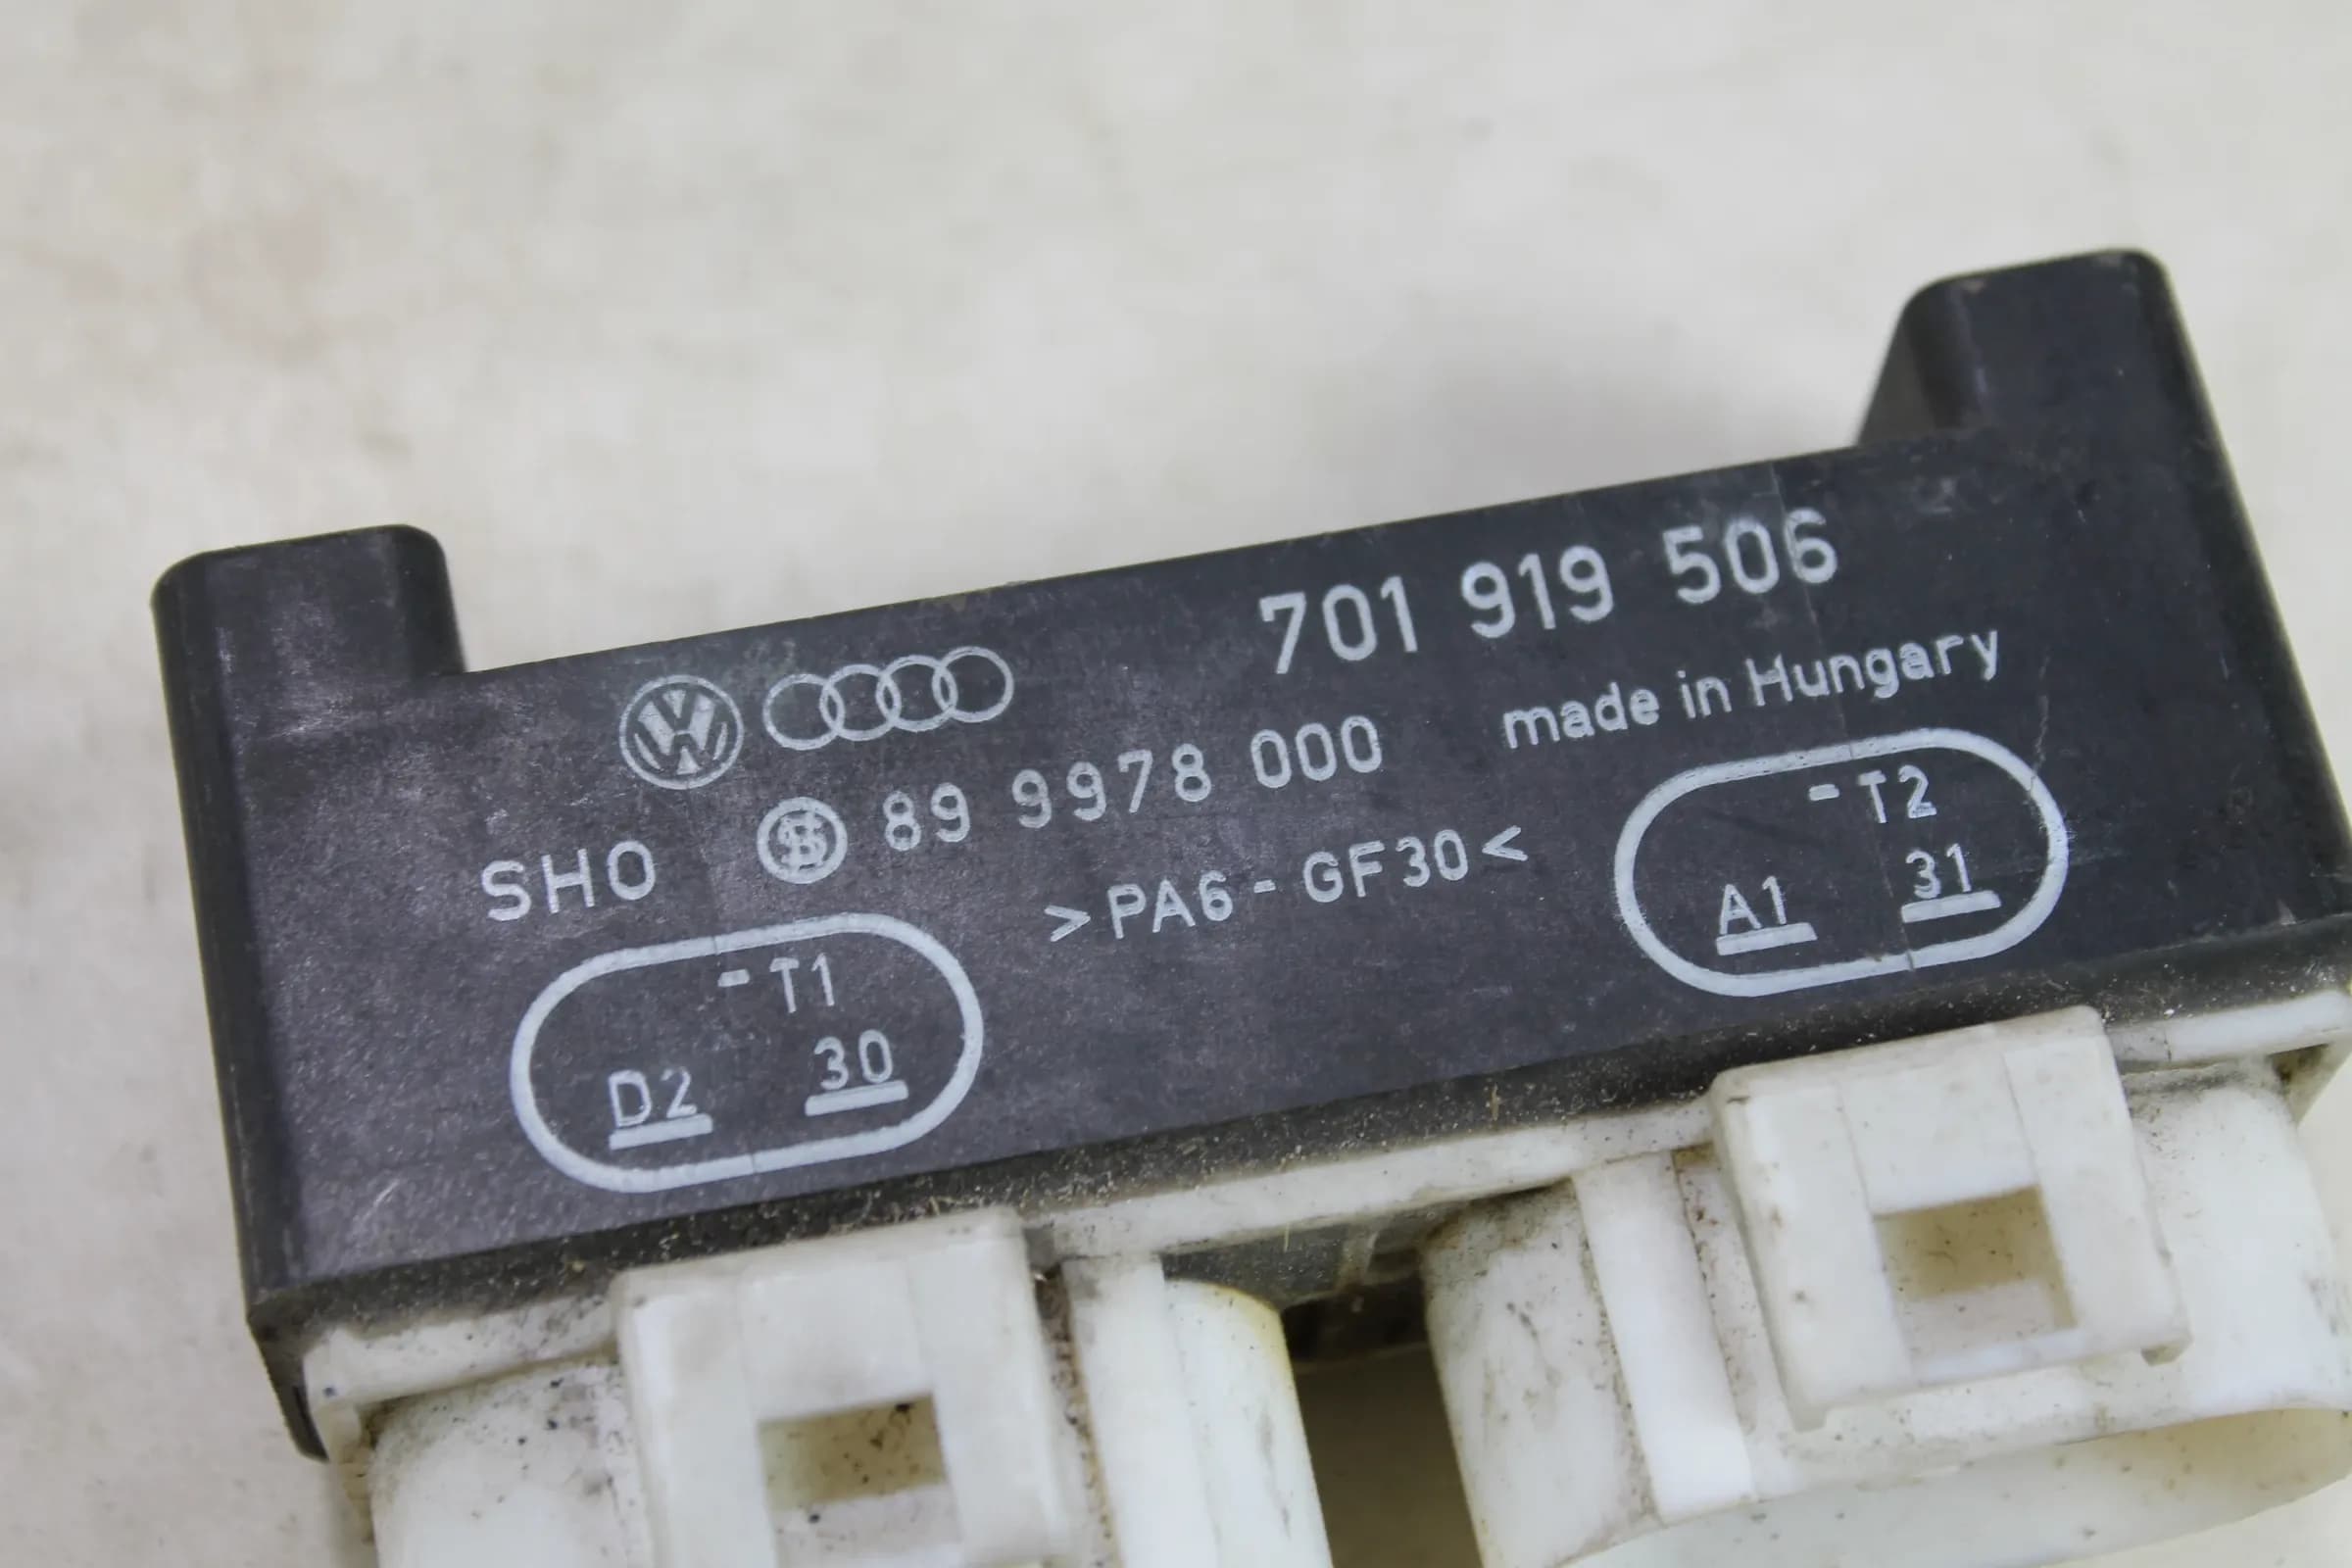 701 919 506
made in Hungary
SHO 89 9978 000
>PA6-GF30<
-T1
D2 30
-T2
A1 31